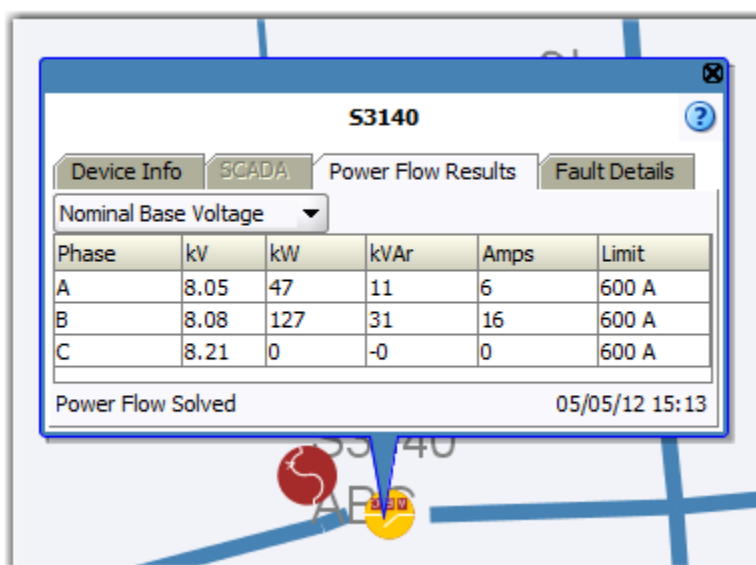 S3140
Device Info SCADA Power Flow Results Fault Details
Nominal Base Voltage
Phase kV kW kVAr Amps Limit
A 8.05 47 11 6 600 A
B 8.08 127 31 16 600 A
C 8.21 0 -0 0 600 A
Power Flow Solved 05/05/12 15:13
S3140
ABC